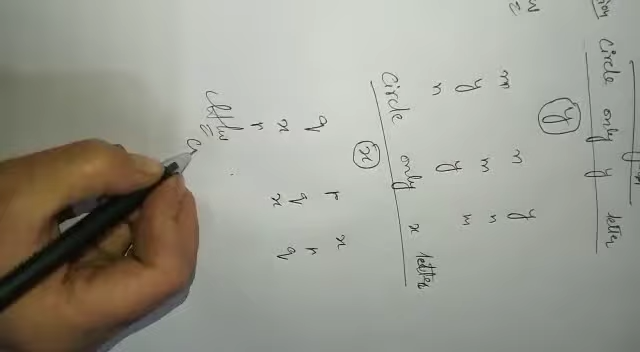 Circle only y letter
y
m n y
y m n
n y m
Circle only x letter
x
q r x
x q r
r x q
H/w